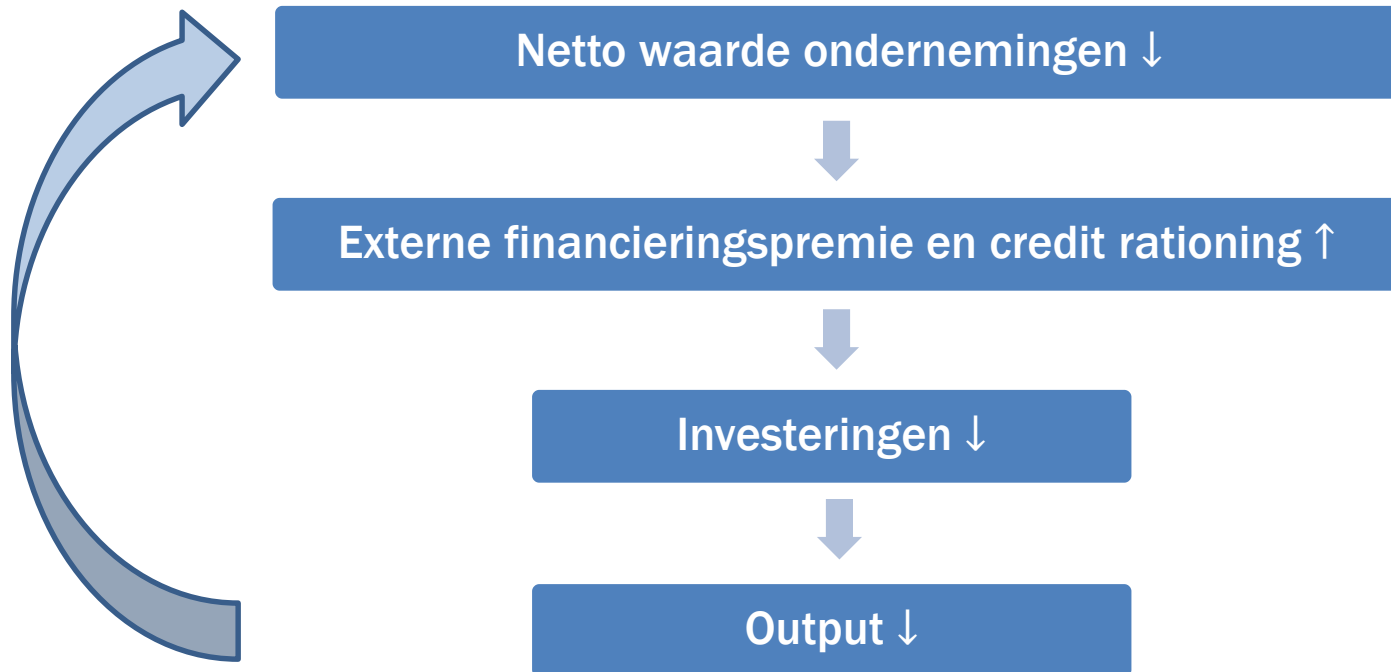 Netto waarde ondernemingen ↓
Externe financieringspremie en credit rationing ↑
Investeringen ↓
Output ↓